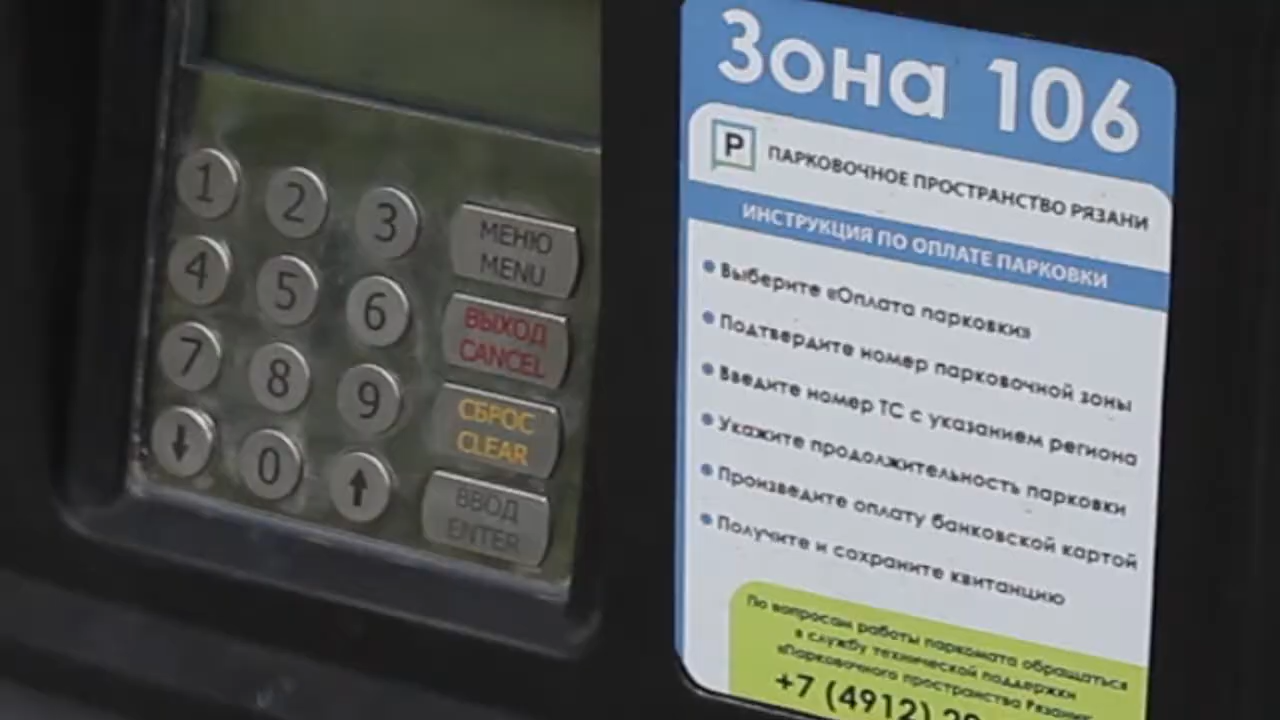 1 2 3 МЕНЮ MENU
4 5 6 ВЫХОД CANCEL
7 8 9 СБРОС CLEAR
0 ВВОД ENTER
Зона 106
P ПАРКОВОЧНОЕ ПРОСТРАНСТВО РЯЗАНИ
ИНСТРУКЦИЯ ПО ОПЛАТЕ ПАРКОВКИ
Выберите «Оплата парковки»
Подтвердите номер парковочной зоны
Введите номер ТС с указанием региона
Укажите продолжительность парковки
Произведите оплату банковской картой
Получите и сохраните квитанцию
По вопросам работы паркомата обращаться
в службу технической поддержки
«Парковочного пространства Рязани»
+7 (4912)